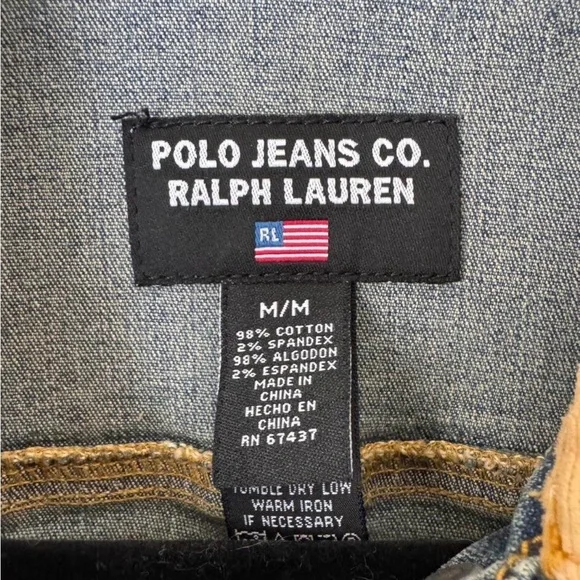 POLO JEANS CO.
RALPH LAUREN
RL
M/M
98% COTTON
2% SPANDEX
98% ALGODON
2% ESPANDEX
MADE IN
CHINA
HECHO EN
CHINA
RN 67437
TUMBLE DRY LOW
WARM IRON
IF NECESSARY